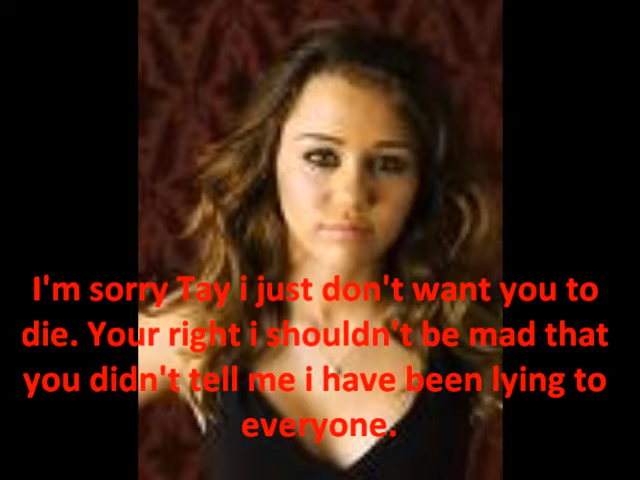 I'm sorry Tay i just don't want you to
die. Your right i shouldn't be mad that
you didn't tell me i have been lying to
everyone.